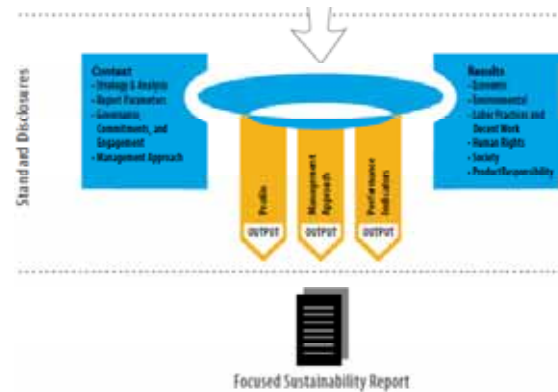 Standard Disclosures
Context
• Strategy & Analysis
• Report Parameters
• Governance,
Commitments, and
Engagement
• Management Approach
Results
• Economic
• Environmental
• Labor Practices and
Decent Work
• Human Rights
• Society
• Product Responsibility
Profile
Management
Approach
Performance
Indicators
OUTPUT
OUTPUT
OUTPUT
Focused Sustainability Report